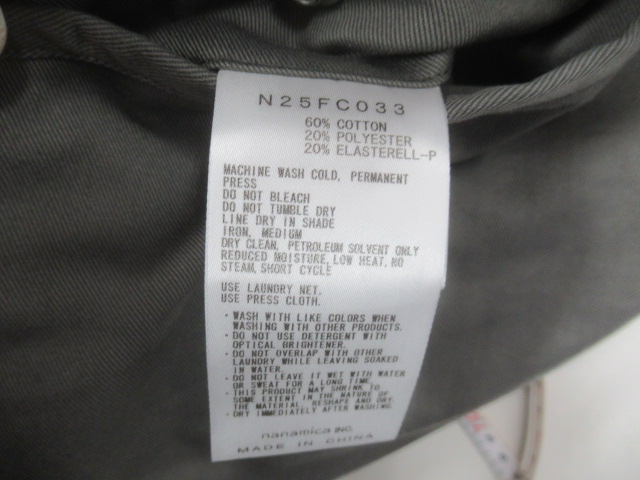 N25FC033
60% COTTON
20% POLYESTER
20% ELASTERELL-P
MACHINE WASH COLD, PERMANENT
PRESS
DO NOT BLEACH
DO NOT TUMBLE DRY
LINE DRY IN SHADE
IRON, MEDIUM
DRY CLEAN, PETROLEUM SOLVENT ONLY
REDUCED MOISTURE, LOW HEAT, NO
STEAM, SHORT CYCLE
USE LAUNDRY NET.
USE PRESS CLOTH.
・WASH WITH LIKE COLORS WHEN
WASHING WITH OTHER PRODUCTS.
・DO NOT USE DETERGENT WITH
OPTICAL BRIGHTENER.
・DO NOT OVERLAP WITH OTHER
LAUNDRY WHILE LEAVING SOAKED
IN WATER.
・DO NOT LEAVE IT WET WITH WATER
OR SWEAT FOR A LONG TIME.
・THIS PRODUCT MAY SHRINK TO
SOME EXTENT IN THE NATURE OF
THE MATERIAL. RESHAPE AND DRY.
・DRY IMMEDIATELY AFTER WASHING.
nanamica INC.
MADE IN CHINA